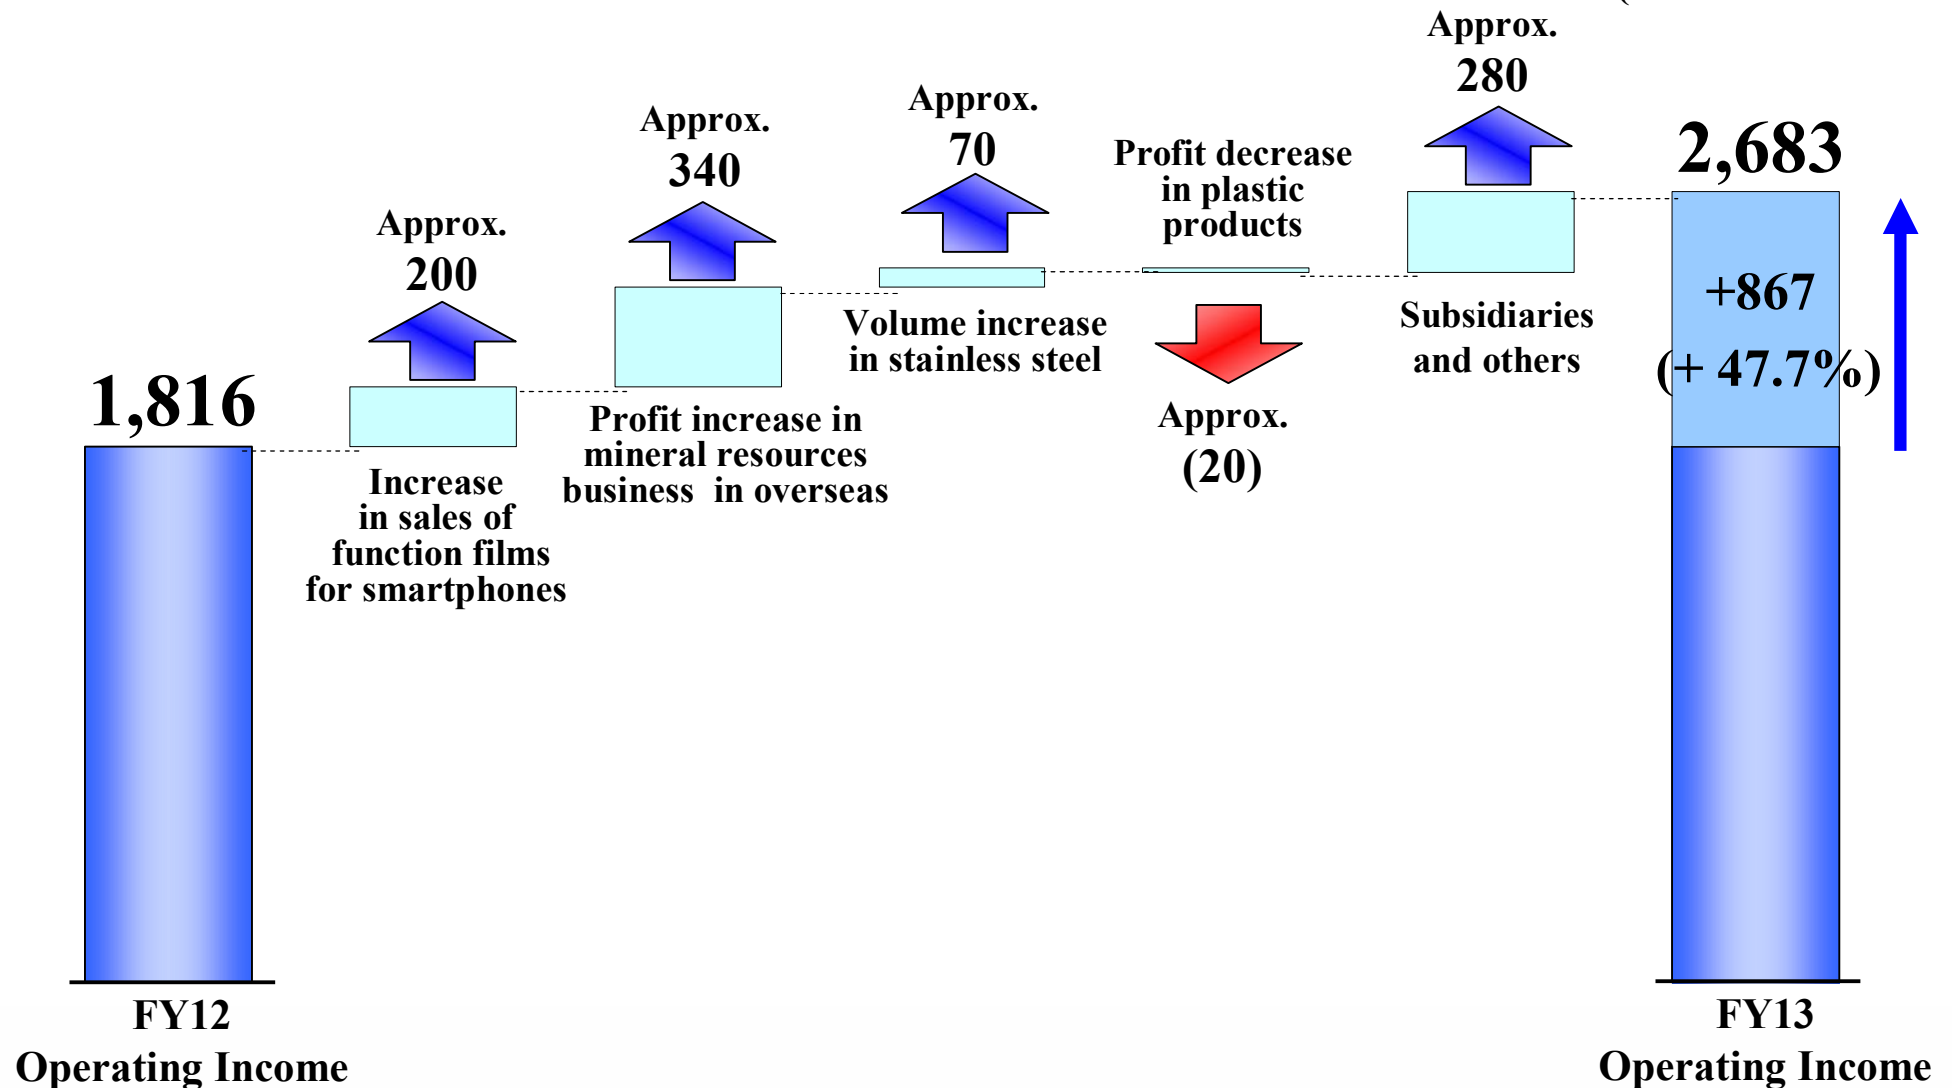 1,816
FY12
Operating Income
Approx.
200
Increase
in sales of
function films
for smartphones
Approx.
340
Profit increase in
mineral resources
business in overseas
Approx.
70
Volume increase
in stainless steel
Profit decrease
in plastic
products
Approx.
(20)
Approx.
280
Subsidiaries
and others
2,683
+867
(+ 47.7%)
FY13
Operating Income